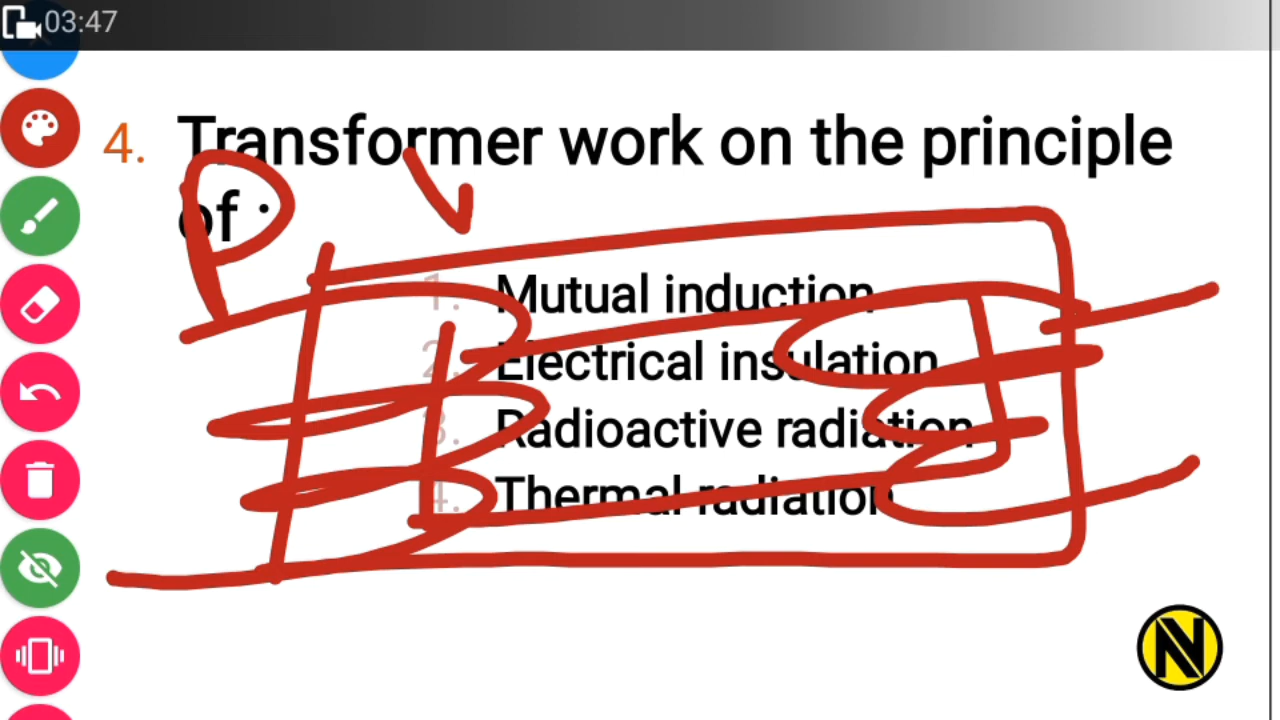 03:47
4. Transformer work on the principle
of :
P
1. Mutual induction
2. Electrical insulation
3. Radioactive radiation
4. Thermal radiation
N